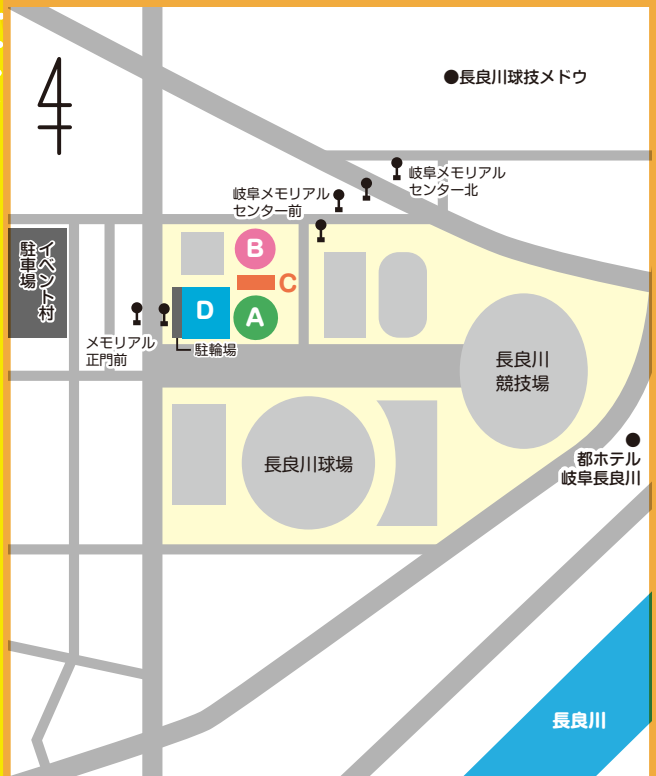 長良川球技メドウ
岐阜メモリアル
センター北
岐阜メモリアル
センター前
イベント村
駐車場
B
C
D
A
メモリアル
正門前
駐輪場
長良川
競技場
長良川球場
都ホテル
岐阜長良川
長良川